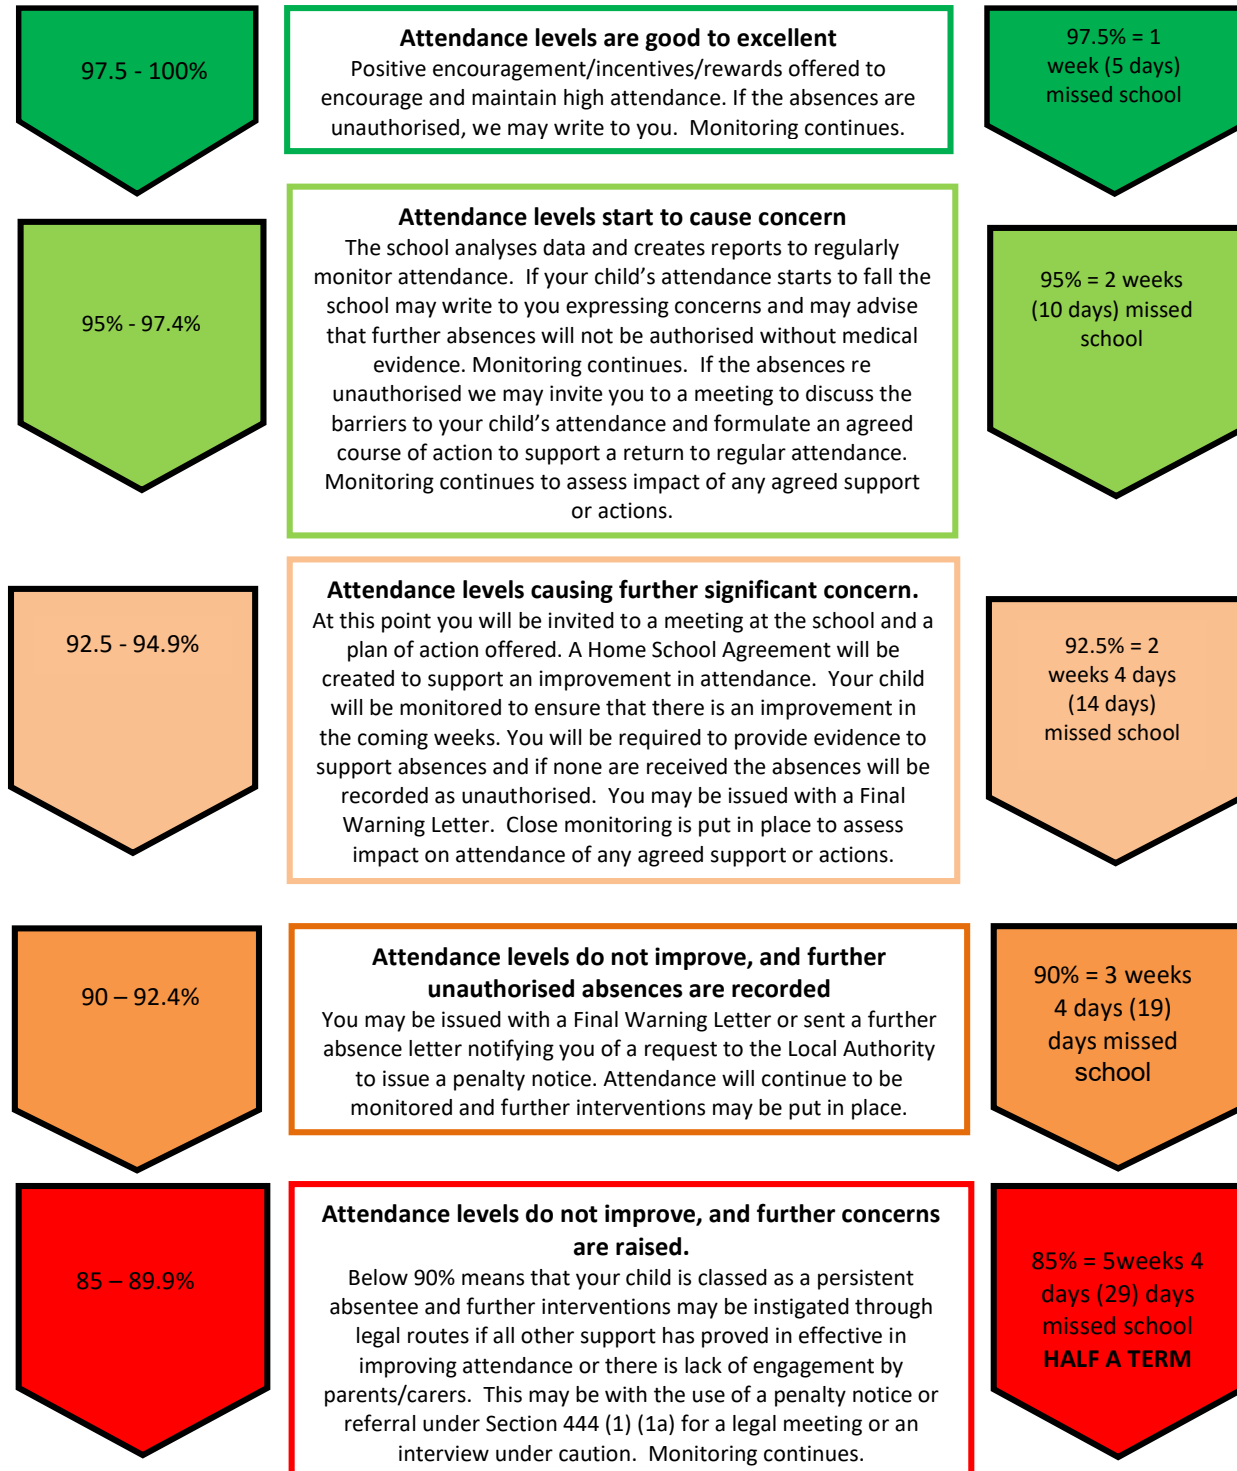 97.5 - 100%
Attendance levels are good to excellent
Positive encouragement/incentives/rewards offered to
encourage and maintain high attendance. If the absences are
unauthorised, we may write to you.  Monitoring continues.
97.5% = 1
week (5 days)
missed school
95% - 97.4%
Attendance levels start to cause concern
The school analyses data and creates reports to regularly
monitor attendance.  If your child’s attendance starts to fall the
school may write to you expressing concerns and may advise
that further absences will not be authorised without medical
evidence. Monitoring continues.  If the absences re
unauthorised we may invite you to a meeting to discuss the
barriers to your child’s attendance and formulate an agreed
course of action to support a return to regular attendance.
Monitoring continues to assess impact of any agreed support
or actions.
95% = 2 weeks
(10 days) missed
school
92.5 - 94.9%
Attendance levels causing further significant concern.
At this point you will be invited to a meeting at the school and a
plan of action offered. A Home School Agreement will be
created to support an improvement in attendance.  Your child
will be monitored to ensure that there is an improvement in
the coming weeks. You will be required to provide evidence to
support absences and if none are received the absences will be
recorded as unauthorised.  You may be issued with a Final
Warning Letter.  Close monitoring is put in place to assess
impact on attendance of any agreed support or actions.
92.5% = 2
weeks 4 days
(14 days)
missed school
90 – 92.4%
Attendance levels do not improve, and further
unauthorised absences are recorded
You may be issued with a Final Warning Letter or sent a further
absence letter notifying you of a request to the Local Authority
to issue a penalty notice. Attendance will continue to be
monitored and further interventions may be put in place.
90% = 3 weeks
4 days (19)
days missed
school
85 – 89.9%
Attendance levels do not improve, and further concerns
are raised.
Below 90% means that your child is classed as a persistent
absentee and further interventions may be instigated through
legal routes if all other support has proved in effective in
improving attendance or there is lack of engagement by
parents/carers.  This may be with the use of a penalty notice or
referral under Section 444 (1) (1a) for a legal meeting or an
interview under caution.  Monitoring continues.
85% = 5weeks 4
days (29) days
missed school
HALF A TERM